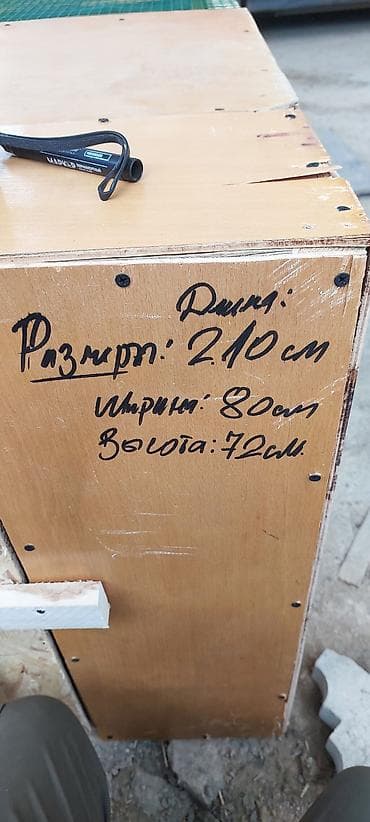 Длина:
Размеры: 210см
Ширина: 80см
Высота: 72см.